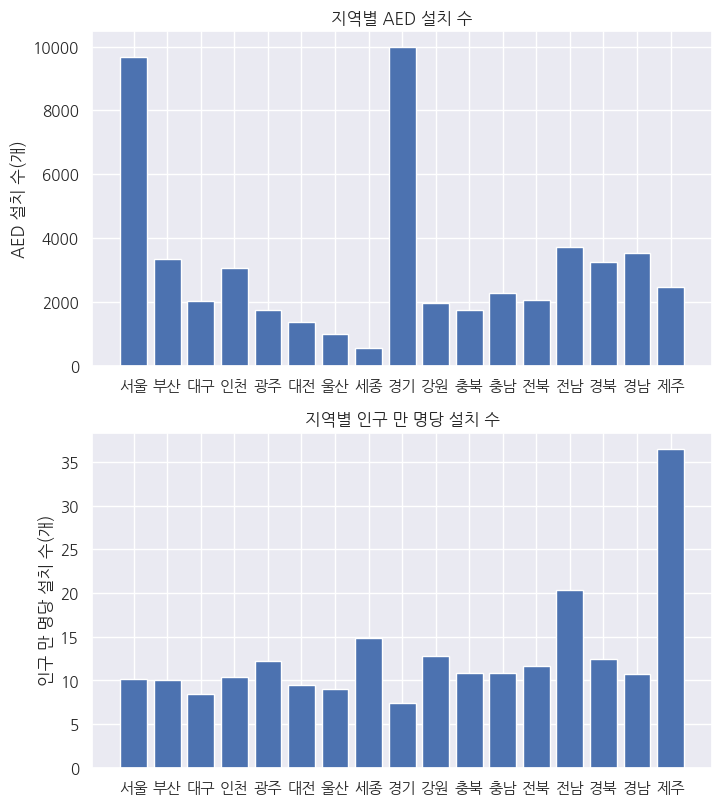 지역별 AED 설치 수
AED 설치 수(개)
10000
8000
6000
4000
2000
0
서울 부산 대구 인천 광주 대전 울산 세종 경기 강원 충북 충남 전북 전남 경북 경남 제주
지역별 인구 만 명당 설치 수
인구 만 명당 설치 수(개)
35
30
25
20
15
10
5
0
서울 부산 대구 인천 광주 대전 울산 세종 경기 강원 충북 충남 전북 전남 경북 경남 제주